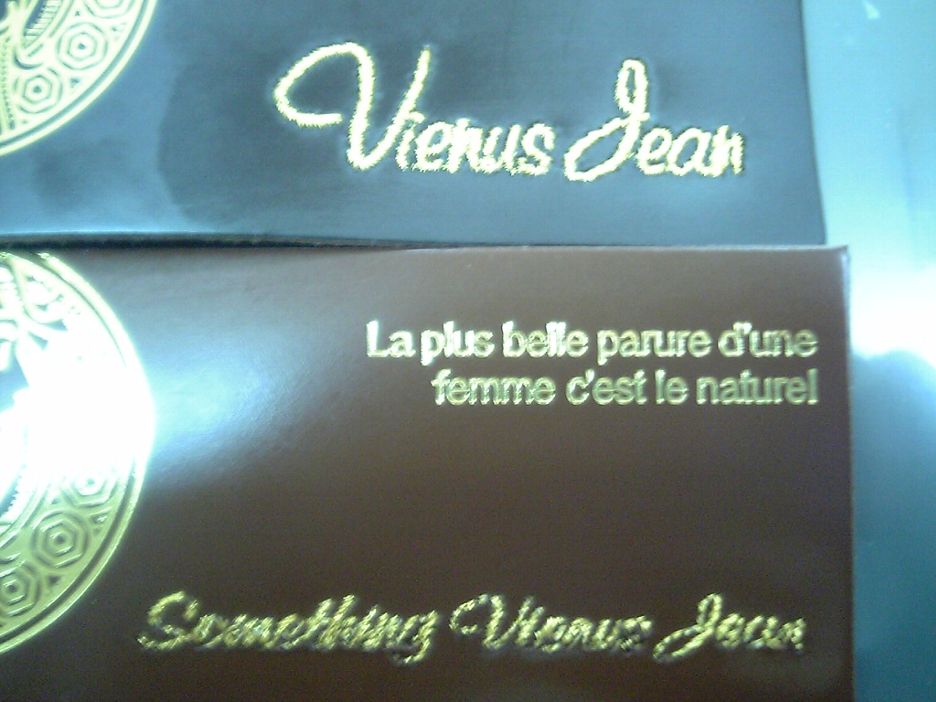 Vienus Jean
La plus belle parure d'une
femme c'est le naturel
Something Vienus Jean